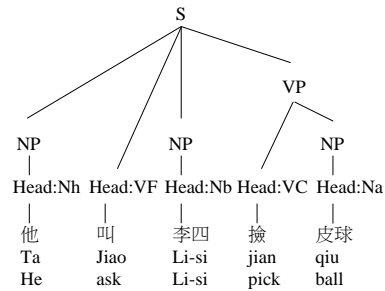 S
VP
NP NP NP
Head:Nh Head:VF Head:Nb Head:VC Head:Na
他 叫 李四 撿 皮球
Ta Jiao Li-si jian qiu
He ask Li-si pick ball